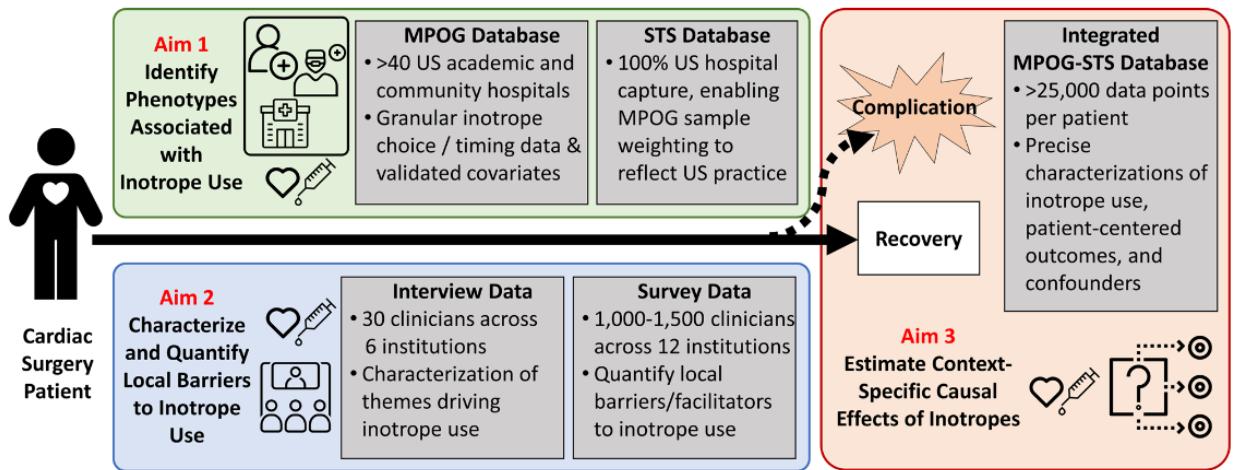 Cardiac
Surgery
Patient
Aim 1
Identify
Phenotypes
Associated
with
Inotrope Use
MPOG Database
• >40 US academic and
community hospitals
• Granular inotrope
choice / timing data &
validated covariates
STS Database
• 100% US hospital
capture, enabling
MPOG sample
weighting to
reflect US practice
Aim 2
Characterize
and Quantify
Local Barriers
to Inotrope
Use
Interview Data
• 30 clinicians across
6 institutions
• Characterization of
themes driving
inotrope use
Survey Data
• 1,000-1,500 clinicians
across 12 institutions
• Quantify local
barriers/facilitators
to inotrope use
Complication
Recovery
Integrated
MPOG-STS Database
• >25,000 data points
per patient
• Precise
characterizations of
inotrope use,
patient-centered
outcomes, and
confounders
Aim 3
Estimate Context-
Specific Causal
Effects of Inotropes
?